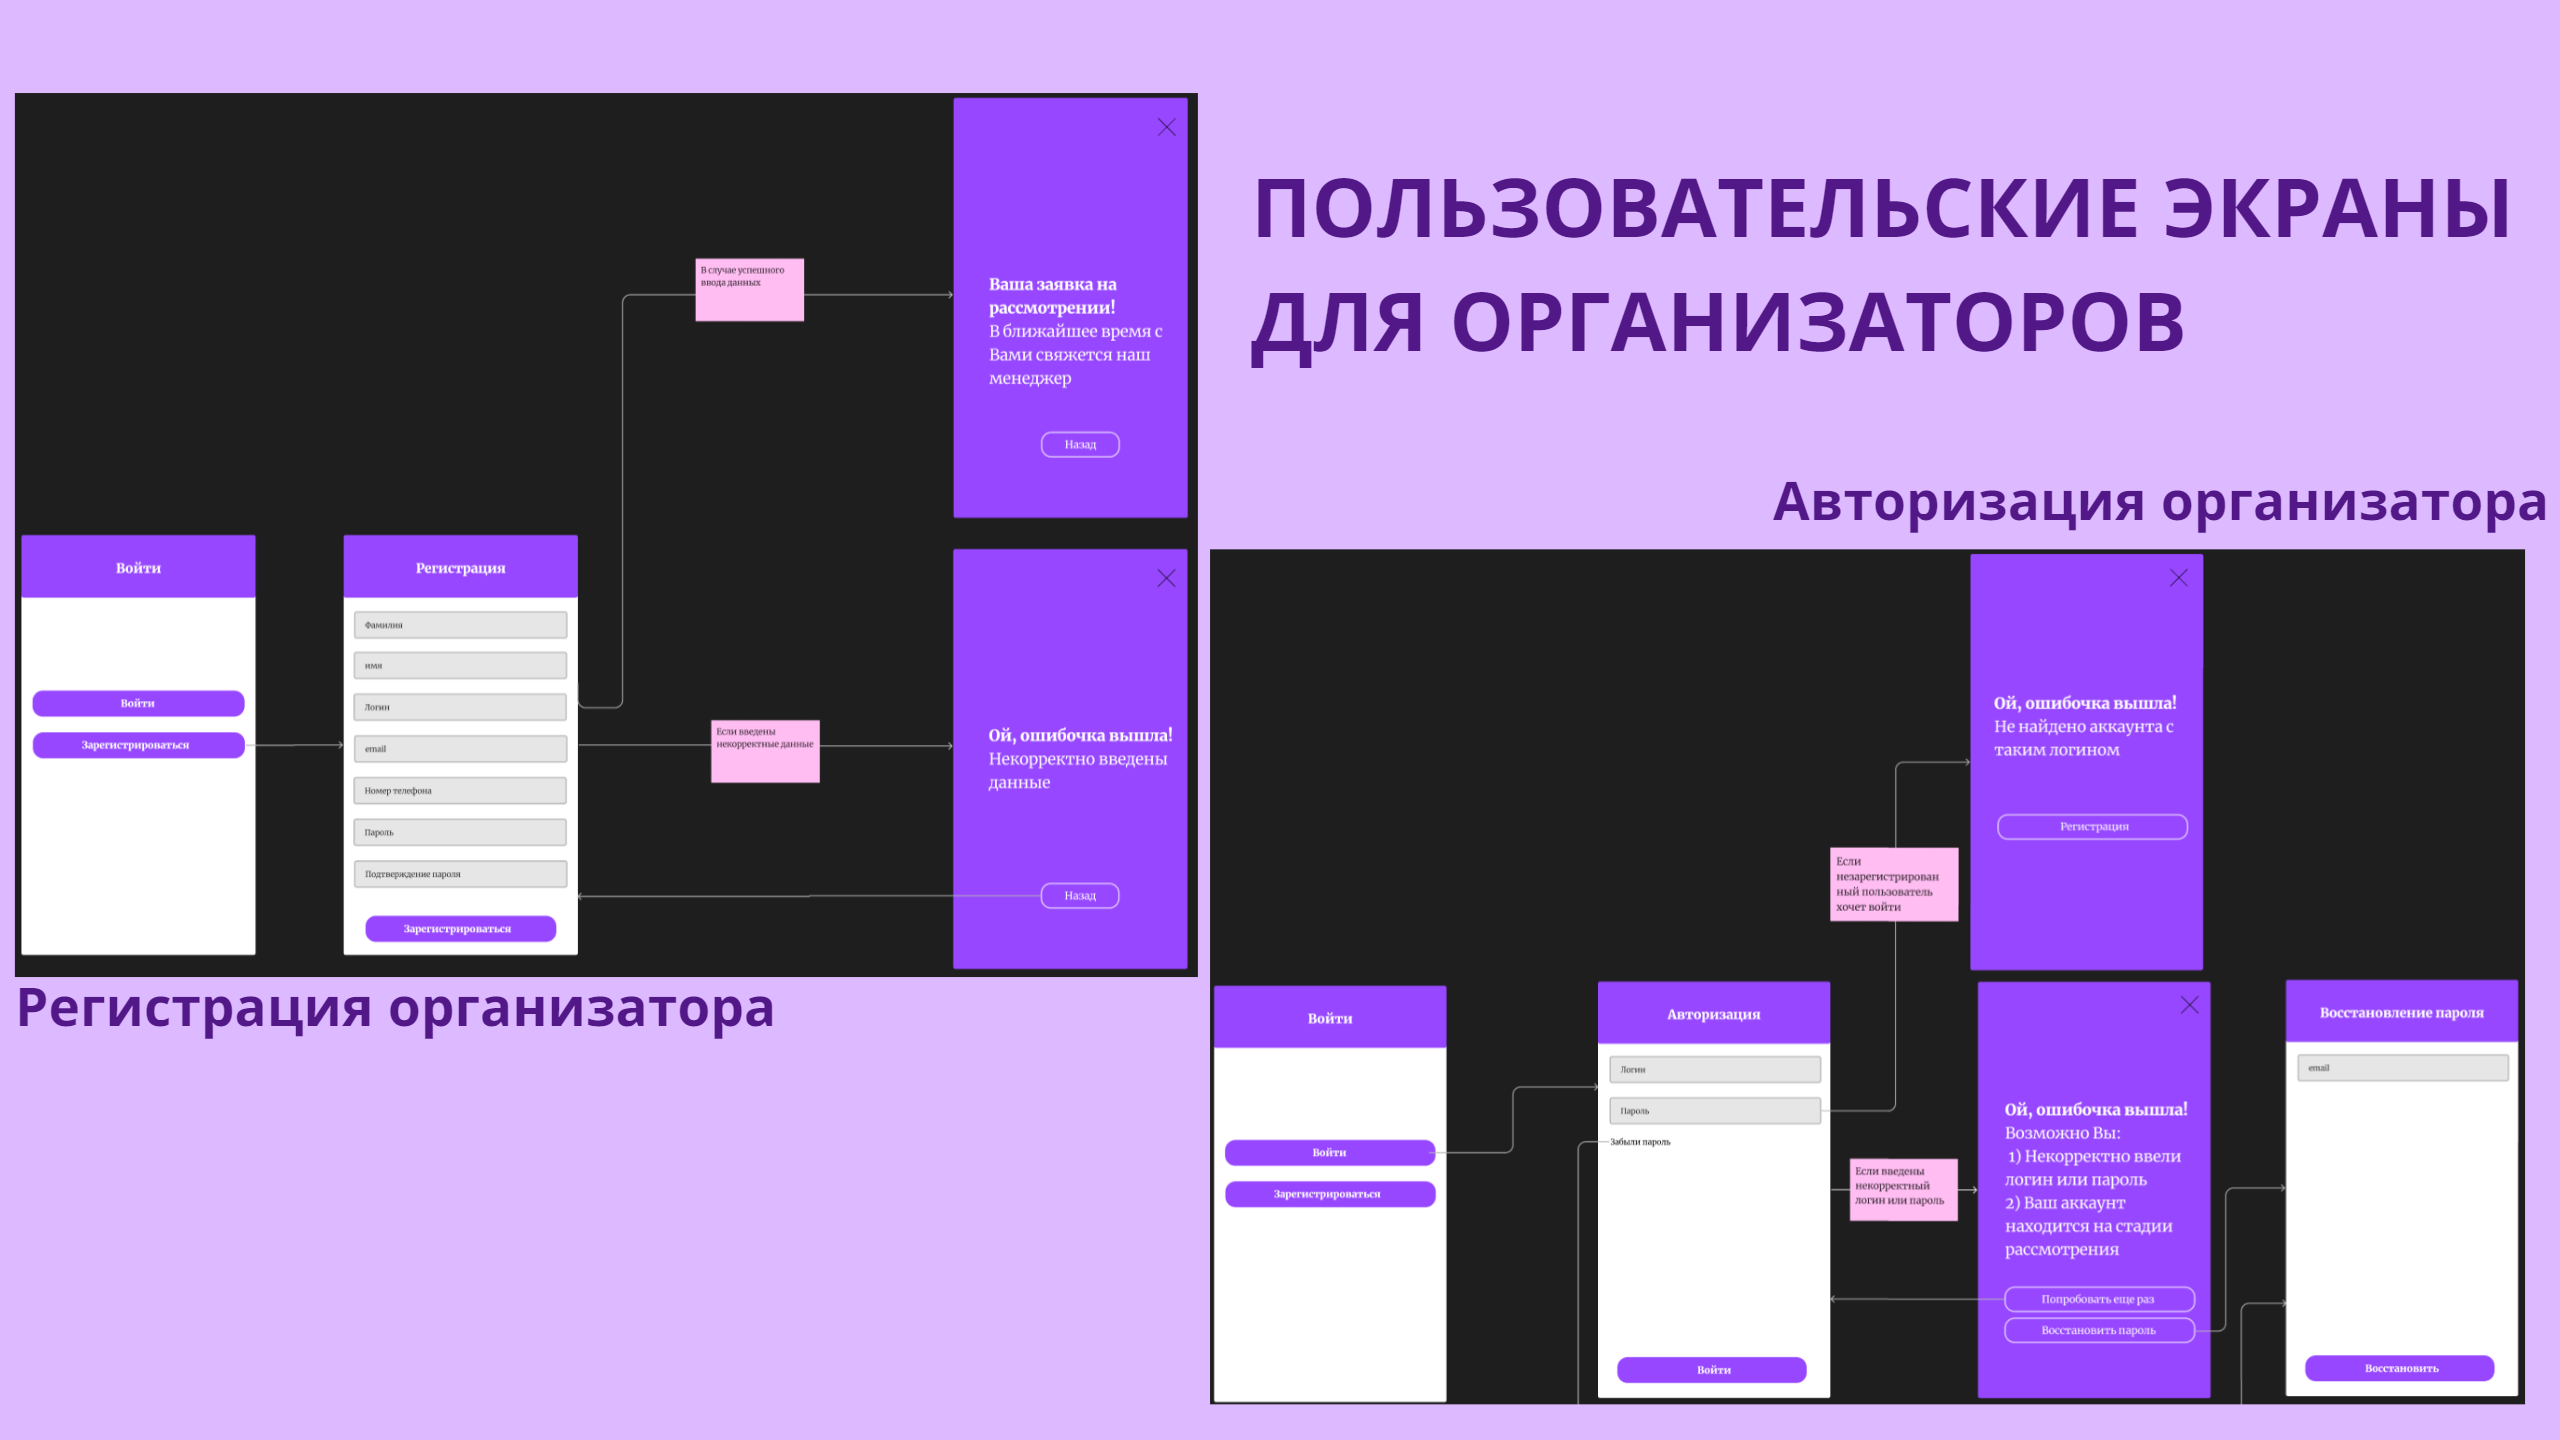 ПОЛЬЗОВАТЕЛЬСКИЕ ЭКРАНЫ
ДЛЯ ОРГАНИЗАТОРОВ
В случае успешного
ввода данных
Ваша заявка на
рассмотрении!
В ближайшее время с
Вами свяжется наш
менеджер
Назад
Войти
Войти
Зарегистрироваться
Регистрация
Фамилия
имя
Логин
email
Номер телефона
Пароль
Подтверждение пароля
Зарегистрироваться
Если введены
некорректные данные
Ой, ошибочка вышла!
Некорректно введены
данные
Назад
Регистрация организатора
Авторизация организатора
Ой, ошибочка вышла!
Не найдено аккаунта с
таким логином
Регистрация
Если
незарегистрирован
ный пользователь
хочет войти
Войти
Войти
Зарегистрироваться
Авторизация
Логин
Пароль
Забыли пароль
Войти
Если введены
некорректный
логин или пароль
Ой, ошибочка вышла!
Возможно Вы:
1) Некорректно ввели
логин или пароль
2) Ваш аккаунт
находится на стадии
рассмотрения
Попробовать еще раз
Восстановить пароль
Восстановление пароля
email
Восстановить